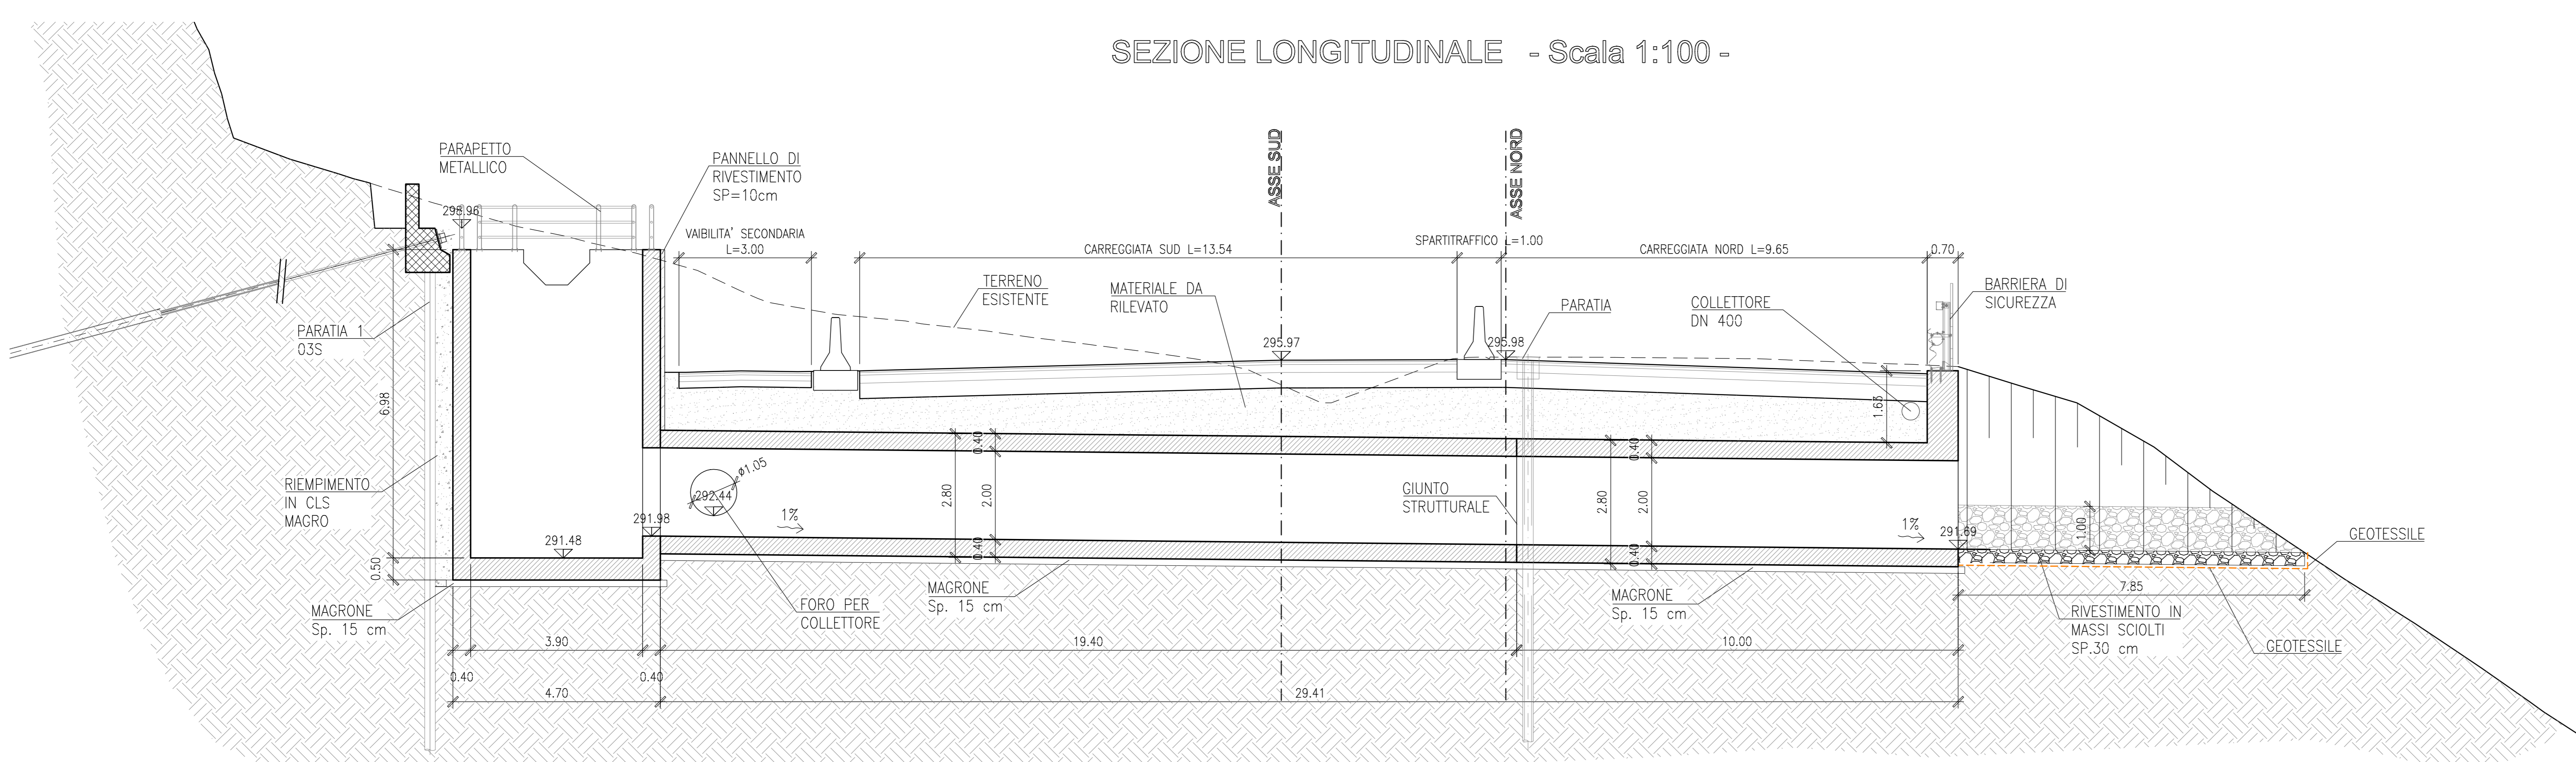 SEZIONE LONGITUDINALE - Scala 1:100 -
ASSE SUD
ASSE NORD
PARAPETTO
METALLICO
PANNELLO DI
RIVESTIMENTO
SP=10cm
298.96
VAIBILITA' SECONDARIA
L=3.00
CARREGGIATA SUD L=13.54
SPARTITRAFFICO L=1.00
CARREGGIATA NORD L=9.65
0.70
TERRENO
ESISTENTE
MATERIALE DA
RILEVATO
PARATIA
COLLETTORE
DN 400
BARRIERA DI
SICUREZZA
PARATIA 1
03S
295.97
295.98
6.98
1.63
0.40
2.80
2.00
0.40
0.40
2.80
2.00
0.40
RIEMPIMENTO
IN CLS
MAGRO
ø1.05
292.44
GIUNTO
STRUTTURALE
291.98
1%
1%
291.69
1.00
GEOTESSILE
291.48
0.50
MAGRONE
Sp. 15 cm
FORO PER
COLLETTORE
MAGRONE
Sp. 15 cm
MAGRONE
Sp. 15 cm
7.85
RIVESTIMENTO IN
MASSI SCIOLTI
SP.30 cm
GEOTESSILE
3.90
19.40
10.00
0.40
0.40
4.70
29.41